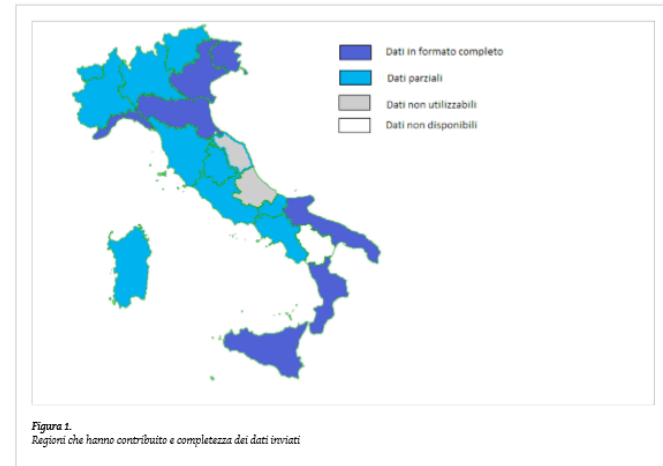 Dati in formato completo
Dati parziali
Dati non utilizzabili
Dati non disponibili
Figura 1.
Regioni che hanno contribuito e completezza dei dati inviati